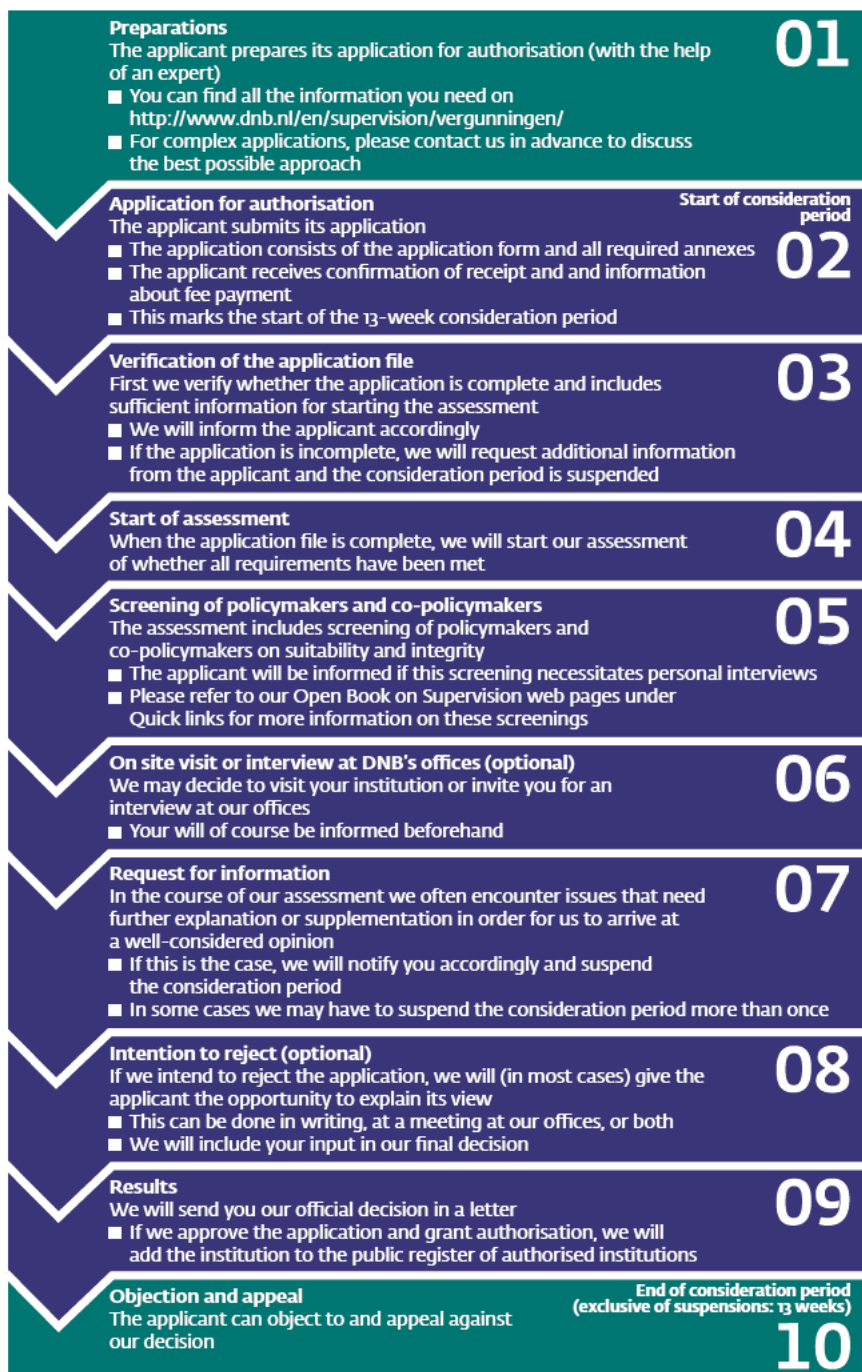 Preparations
01
The applicant prepares its application for authorisation (with the help
of an expert)
■ You can find all the information you need on
http://www.dnb.nl/en/supervision/vergunningen/
■ For complex applications, please contact us in advance to discuss
the best possible approach
Application for authorisation
Start of consideration
period
02
The applicant submits its application
■ The application consists of the application form and all required annexes
■ The applicant receives confirmation of receipt and and information
about fee payment
■ This marks the start of the 13-week consideration period
Verification of the application file
03
First we verify whether the application is complete and includes
sufficient information for starting the assessment
■ We will inform the applicant accordingly
■ If the application is incomplete, we will request additional information
from the applicant and the consideration period is suspended
Start of assessment
04
When the application file is complete, we will start our assessment
of whether all requirements have been met
Screening of policymakers and co-policymakers
05
The assessment includes screening of policymakers and
co-policymakers on suitability and integrity
■ The applicant will be informed if this screening necessitates personal interviews
■ Please refer to our Open Book on Supervision web pages under
Quick links for more information on these screenings
On site visit or interview at DNB's offices (optional)
06
We may decide to visit your institution or invite you for an
interview at our offices
■ Your will of course be informed beforehand
Request for information
07
In the course of our assessment we often encounter issues that need
further explanation or supplementation in order for us to arrive at
a well-considered opinion
■ If this is the case, we will notify you accordingly and suspend
the consideration period
■ In some cases we may have to suspend the consideration period more than once
Intention to reject (optional)
08
If we intend to reject the application, we will (in most cases) give the
applicant the opportunity to explain its view
■ This can be done in writing, at a meeting at our offices, or both
■ We will include your input in our final decision
Results
09
We will send you our official decision in a letter
■ If we approve the application and grant authorisation, we will
add the institution to the public register of authorised institutions
Objection and appeal
End of consideration period
(exclusive of suspensions: 13 weeks)
10
The applicant can object to and appeal against
our decision